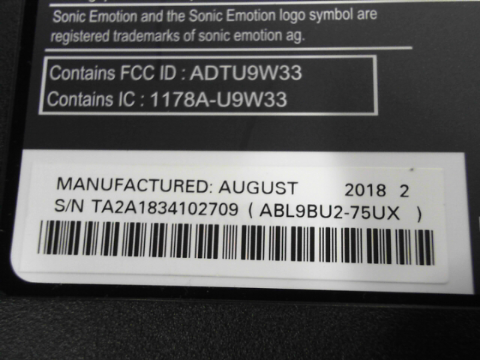 Sonic Emotion and the Sonic Emotion logo symbol are
registered trademarks of sonic emotion ag.
Contains FCC ID : ADTU9W33
Contains IC : 1178A-U9W33
MANUFACTURED: AUGUST 2018 2
S/N TA2A1834102709 ( ABL9BU2-75UX )